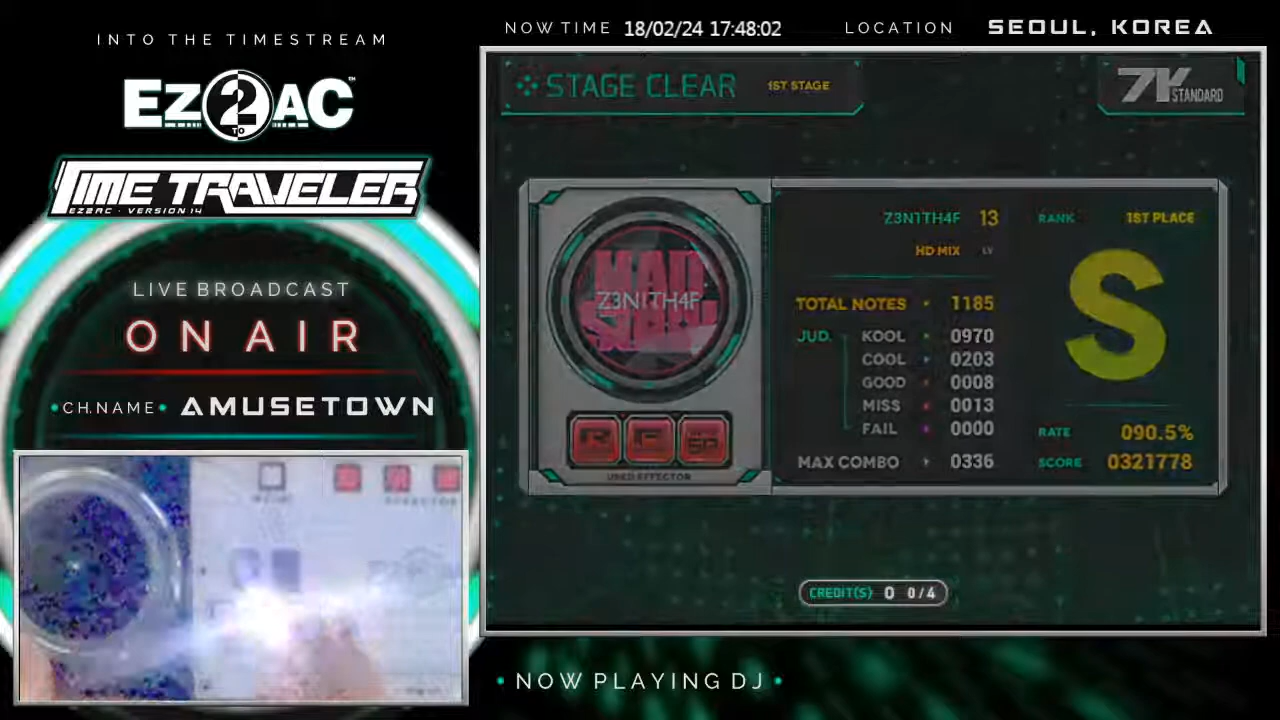 INTO THE TIMESTREAM
EZ2AC
TO
TIME TRAVELER
EZ2AC · VERSION 14
LIVE BROADCAST
ON AIR
• CH.NAME • AMUSETOWN
NOW TIME 18/02/24 17:48:02
LOCATION SEOUL, KOREA
STAGE CLEAR 1ST STAGE
7K STANDARD
Z3N1TH4F
Z3N1TH4F 13
HD MIX LV
TOTAL NOTES • 1185
JUD. KOOL • 0970
COOL • 0203
GOOD • 0008
MISS • 0013
FAIL • 0000
MAX COMBO • 0336
RANK 1ST PLACE
S
RATE 090.5%
SCORE 0321778
USED EFFECTOR
CREDIT(S) 0 0/4
• NOW PLAYING DJ •